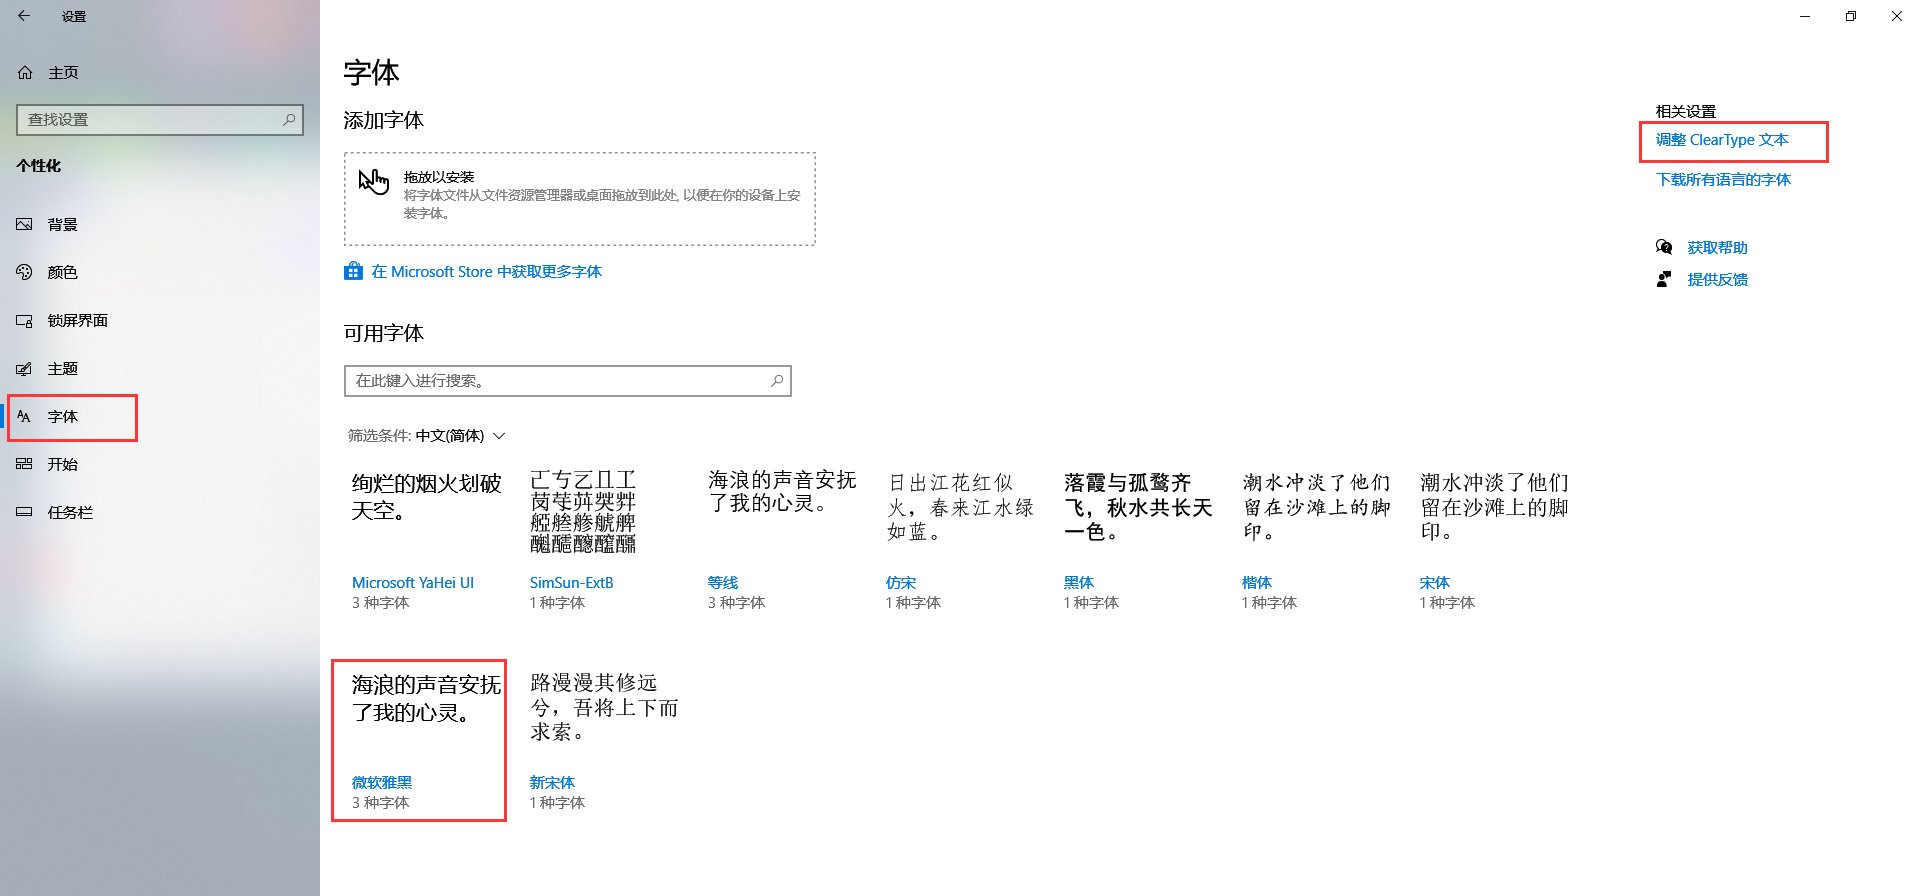 设置
主页
查找设置
个性化
背景
颜色
锁屏界面
主题
字体
开始
任务栏
字体
添加字体
拖放以安装
将字体文件从文件资源管理器或桌面拖放到此处, 以便在你的设备上安
装字体。
在 Microsoft Store 中获取更多字体
可用字体
在此键入进行搜索。
筛选条件: 中文(简体)
绚烂的烟火划破
天空。
Microsoft YaHei UI
3 种字体
SimSun-ExtB
1 种字体
海浪的声音安抚
了我的心灵。
等线
3 种字体
日出江花红似
火，春来江水绿
如蓝。
仿宋
1 种字体
落霞与孤鹜齐
飞，秋水共长天
一色。
黑体
1 种字体
潮水冲淡了他们
留在沙滩上的脚
印。
楷体
1 种字体
潮水冲淡了他们
留在沙滩上的脚
印。
宋体
1 种字体
海浪的声音安抚
了我的心灵。
微软雅黑
3 种字体
路漫漫其修远
兮，吾将上下而
求索。
新宋体
1 种字体
相关设置
调整 ClearType 文本
下载所有语言的字体
获取帮助
提供反馈